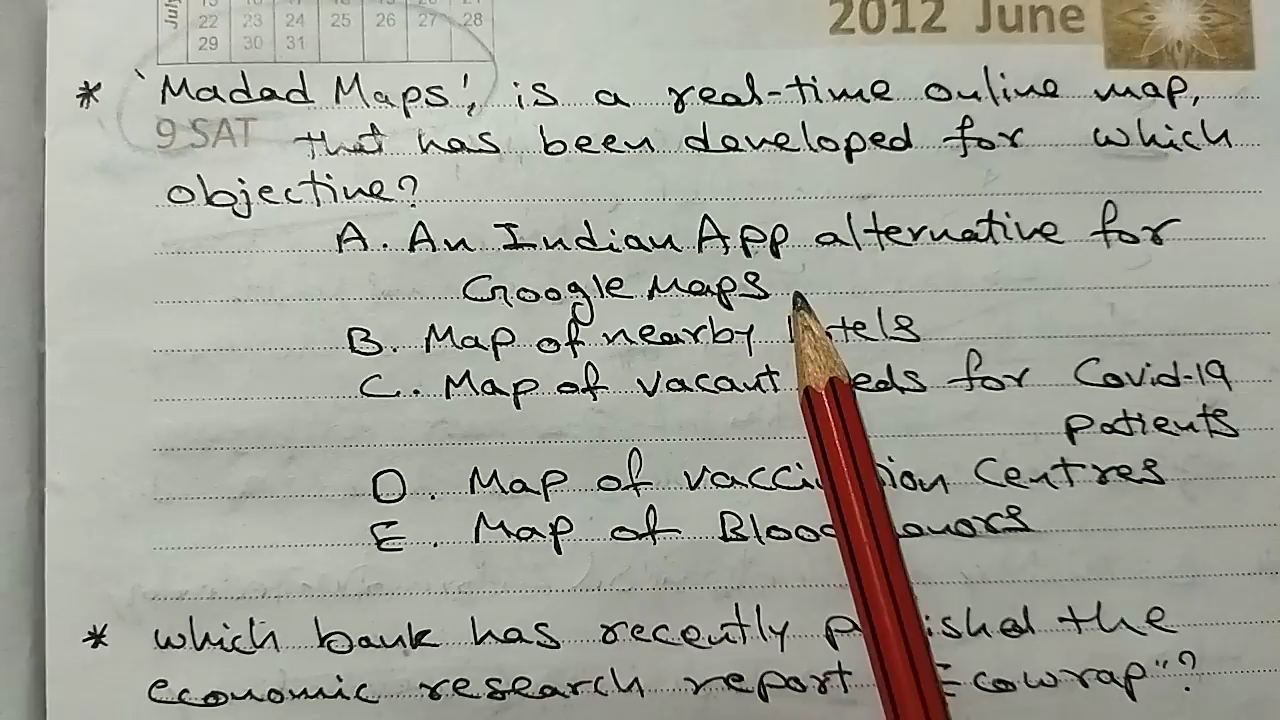 July
22 23 24 25 26 27 28
29 30 31
2012 June
* 'Madad Maps', is a real-time online map,
9 SAT that has been developed for which
objective?
A. An Indian App alternative for
Google Maps
B. Map of nearby
C. Map of vacant for Covid-19
patients
D. Map of Centres
E. Map of
* which bank has recently the
economic research report Ecowrap"?